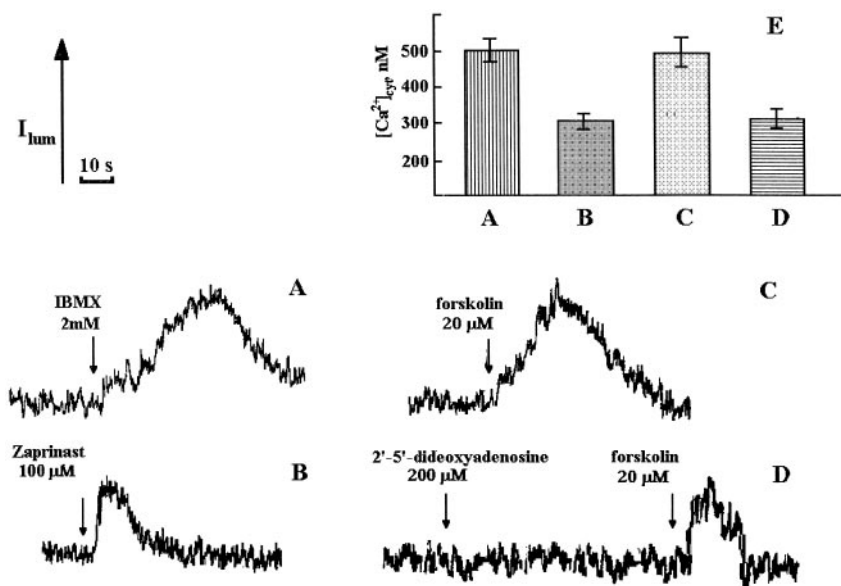 E
[Ca²⁺]cyt, nM
500
400
300
200
A
B
C
D
Ilum
10 s
A
IBMX
2mM
C
forskolin
20 µM
B
Zaprinast
100 µM
D
2'-5'-dideoxyadenosine
200 µM
forskolin
20 µM